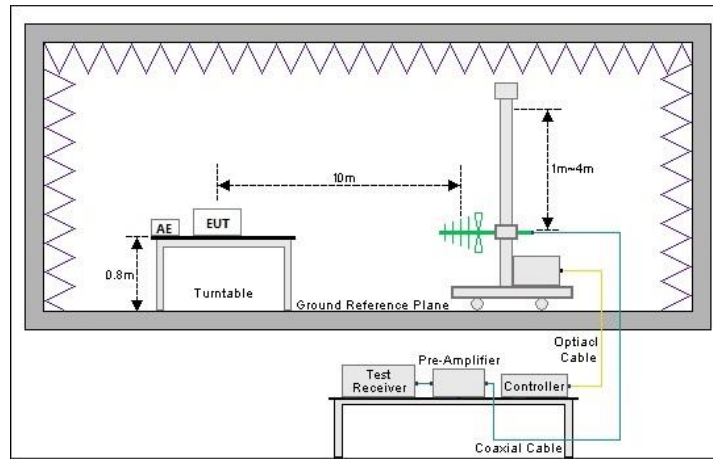 10m
1m~4m
AE
EUT
0.8m
Turntable
Ground Reference Plane
Optiacl
Cable
Pre-Amplifier
Test
Receiver
Controller
Coaxial Cable